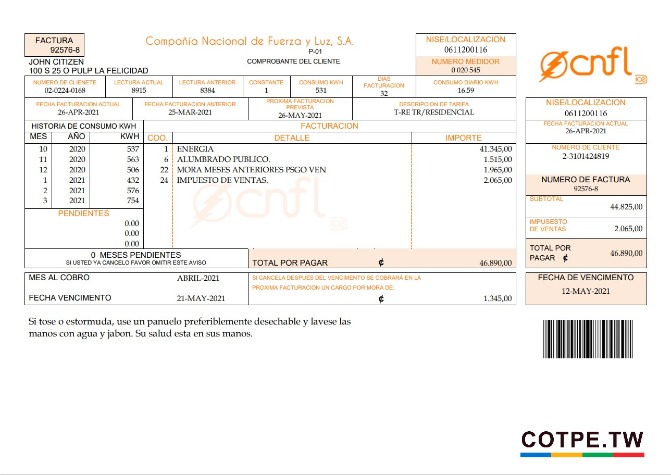 FACTURA
92576-8
Compañía Nacional de Fuerza y Luz, S.A.
P-01
NISE/LOCALIZACION
0611200116
JOHN CITIZEN
100 S 25 O PULP LA FELICIDAD
COMPROBANTE DEL CLIENTE
NUMERO MEDIDOR
0 020 545
cnfl
NUMERO DE CLIENETE
02-0224-0168
LECTURA ACTUAL
8915
LECTURA ANTERIOR
8384
CONSTANTE
1
CONSUMO KWH
531
DIAS FACTURACION
32
CONSUMO DIARIO KWH
16.59
FECHA FACTURACION ACTUAL
26-APR-2021
FECHA FACTURACION ANTERIOR
25-MAR-2021
PROXIMA FACTURACION PREVISTA
26-MAY-2021
DESCRIPCION DE TARIFA
T-RE TR/RESIDENCIAL
HISTORIA DE CONSUMO KWH
FACTURACION
MES AÑO KWH COO. DETALLE IMPORTE
10 2020 537 1 ENERGIA 41.345,00
11 2020 563 6 ALUMBRADO PUBLICO. 1.515,00
12 2020 506 22 MORA MESES ANTERIORES PSGO VEN 1.965,00
1 2021 432 24 IMPUESTO DE VENTAS. 2.065,00
2 2021 576
3 2021 754
cnfl
PENDIENTES
0.00
0.00
0.00
0 MESES PENDIENTES
SI USTED YA CANCELO FAVOR OMITIR ESTE AVISO
TOTAL POR PAGAR ₡ 46.890,00
MES AL COBRO ABRIL-2021
FECHA VENCIMENTO 21-MAY-2021
SI CANCELA DESPUES DEL VENCIMIENTO SE COBRARÁ EN LA
PROXIMA FACTURACION UN CARGO POR MORA DE:
₡ 1.345,00
NISE/LOCALIZACION
0611200116
FECHA FACTURACION ACTUAL
26-APR-2021
NUMERO DE CLIENTE
2-3101424819
NUMERO DE FACTURA
92576-8
SUBTOTAL
44.825,00
IMPUSESTO
DE VENTAS
2.065,00
TOTAL POR
PAGAR ₡ 46.890,00
FECHA DE VENCIMIENTO
12-MAY-2021
Si tose o estormuda, use un panuelo preferiblemente desechable y lavese las
manos con agua y jabon. Su salud esta en sus manos.
COTPE.TW